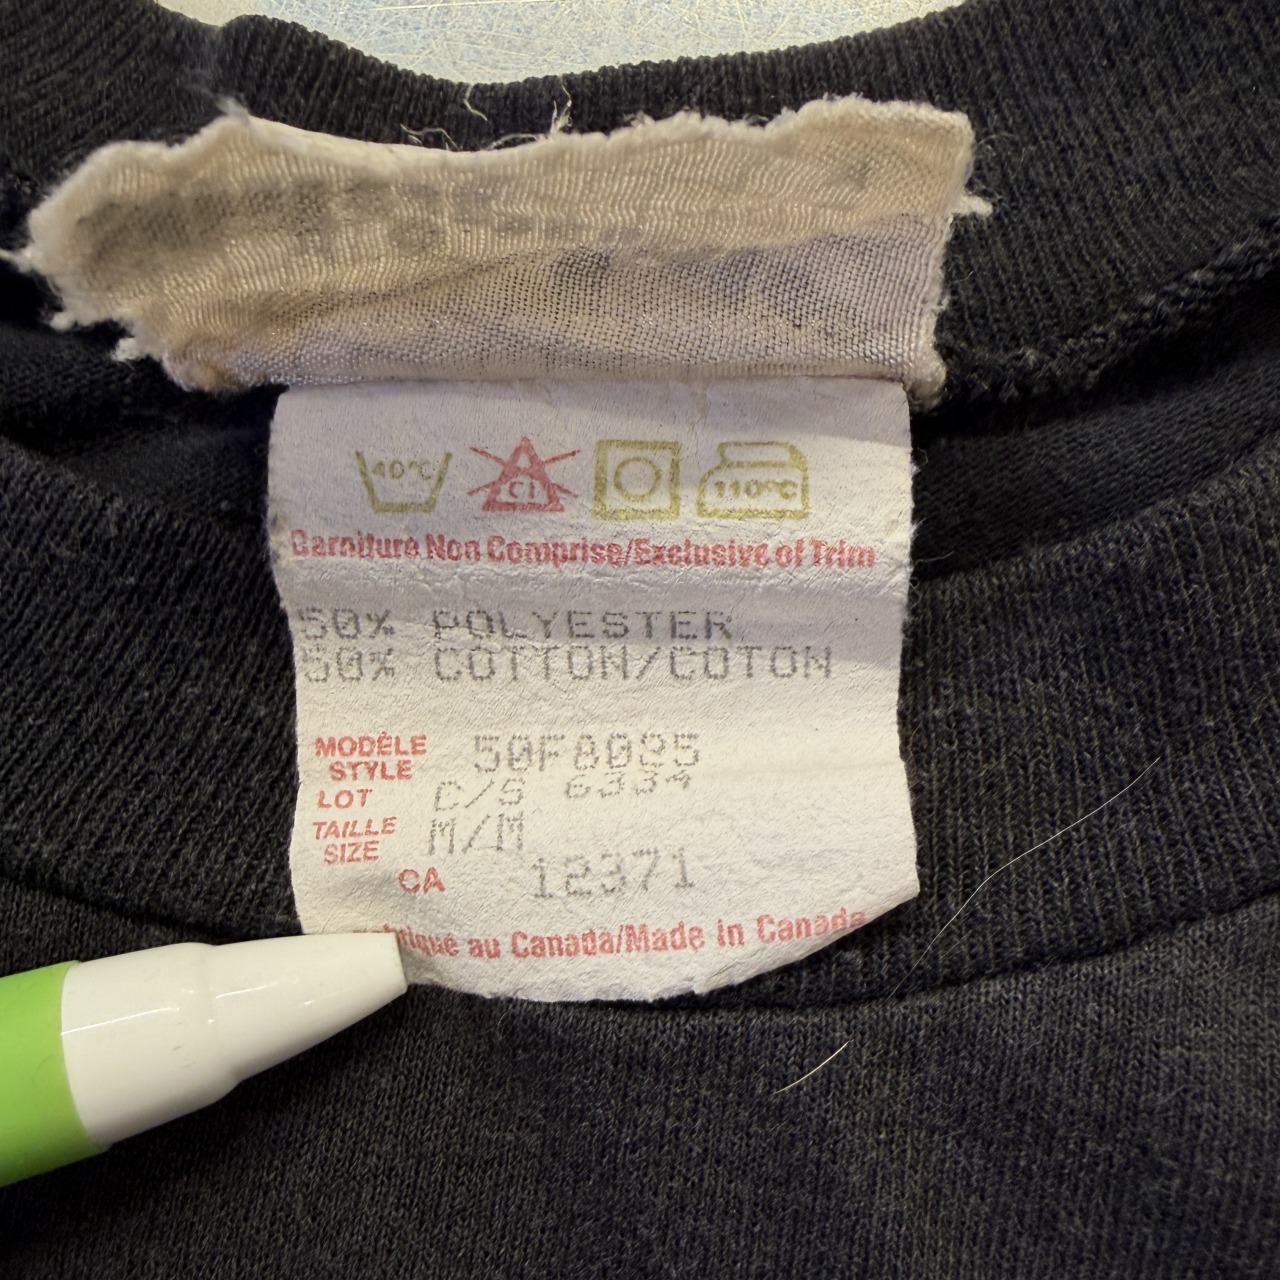 40°C CI 110°C
Garniture Non Comprise/Exclusive of Trim
50% POLYESTER
50% COTTON/COTON
MODÈLE
STYLE 50F8095
LOT C/S 6334
TAILLE
SIZE M/M
CA 12371
au Canada/Made in Canada